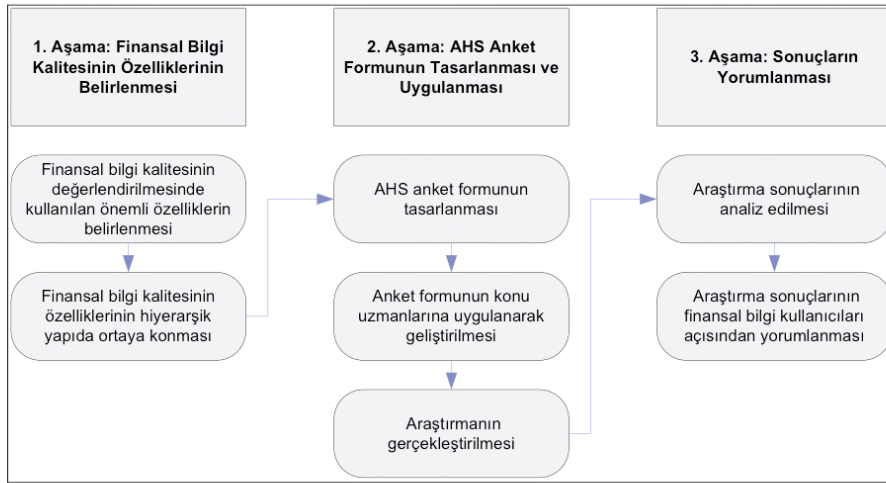 1. Aşama: Finansal Bilgi
Kalitesinin Özelliklerinin
Belirlenmesi
Finansal bilgi kalitesinin
değerlendirilmesinde
kullanılan önemli özelliklerin
belirlenmesi
Finansal bilgi kalitesinin
özelliklerinin hiyerarşik
yapıda ortaya konması
2. Aşama: AHS Anket
Formunun Tasarlanması ve
Uygulanması
AHS anket formunun
tasarlanması
Anket formunun konu
uzmanlarına uygulanarak
geliştirilmesi
Araştırmanın
gerçekleştirilmesi
3. Aşama: Sonuçların
Yorumlanması
Araştırma sonuçlarının
analiz edilmesi
Araştırma sonuçlarının
finansal bilgi kullanıcıları
açısından yorumlanması